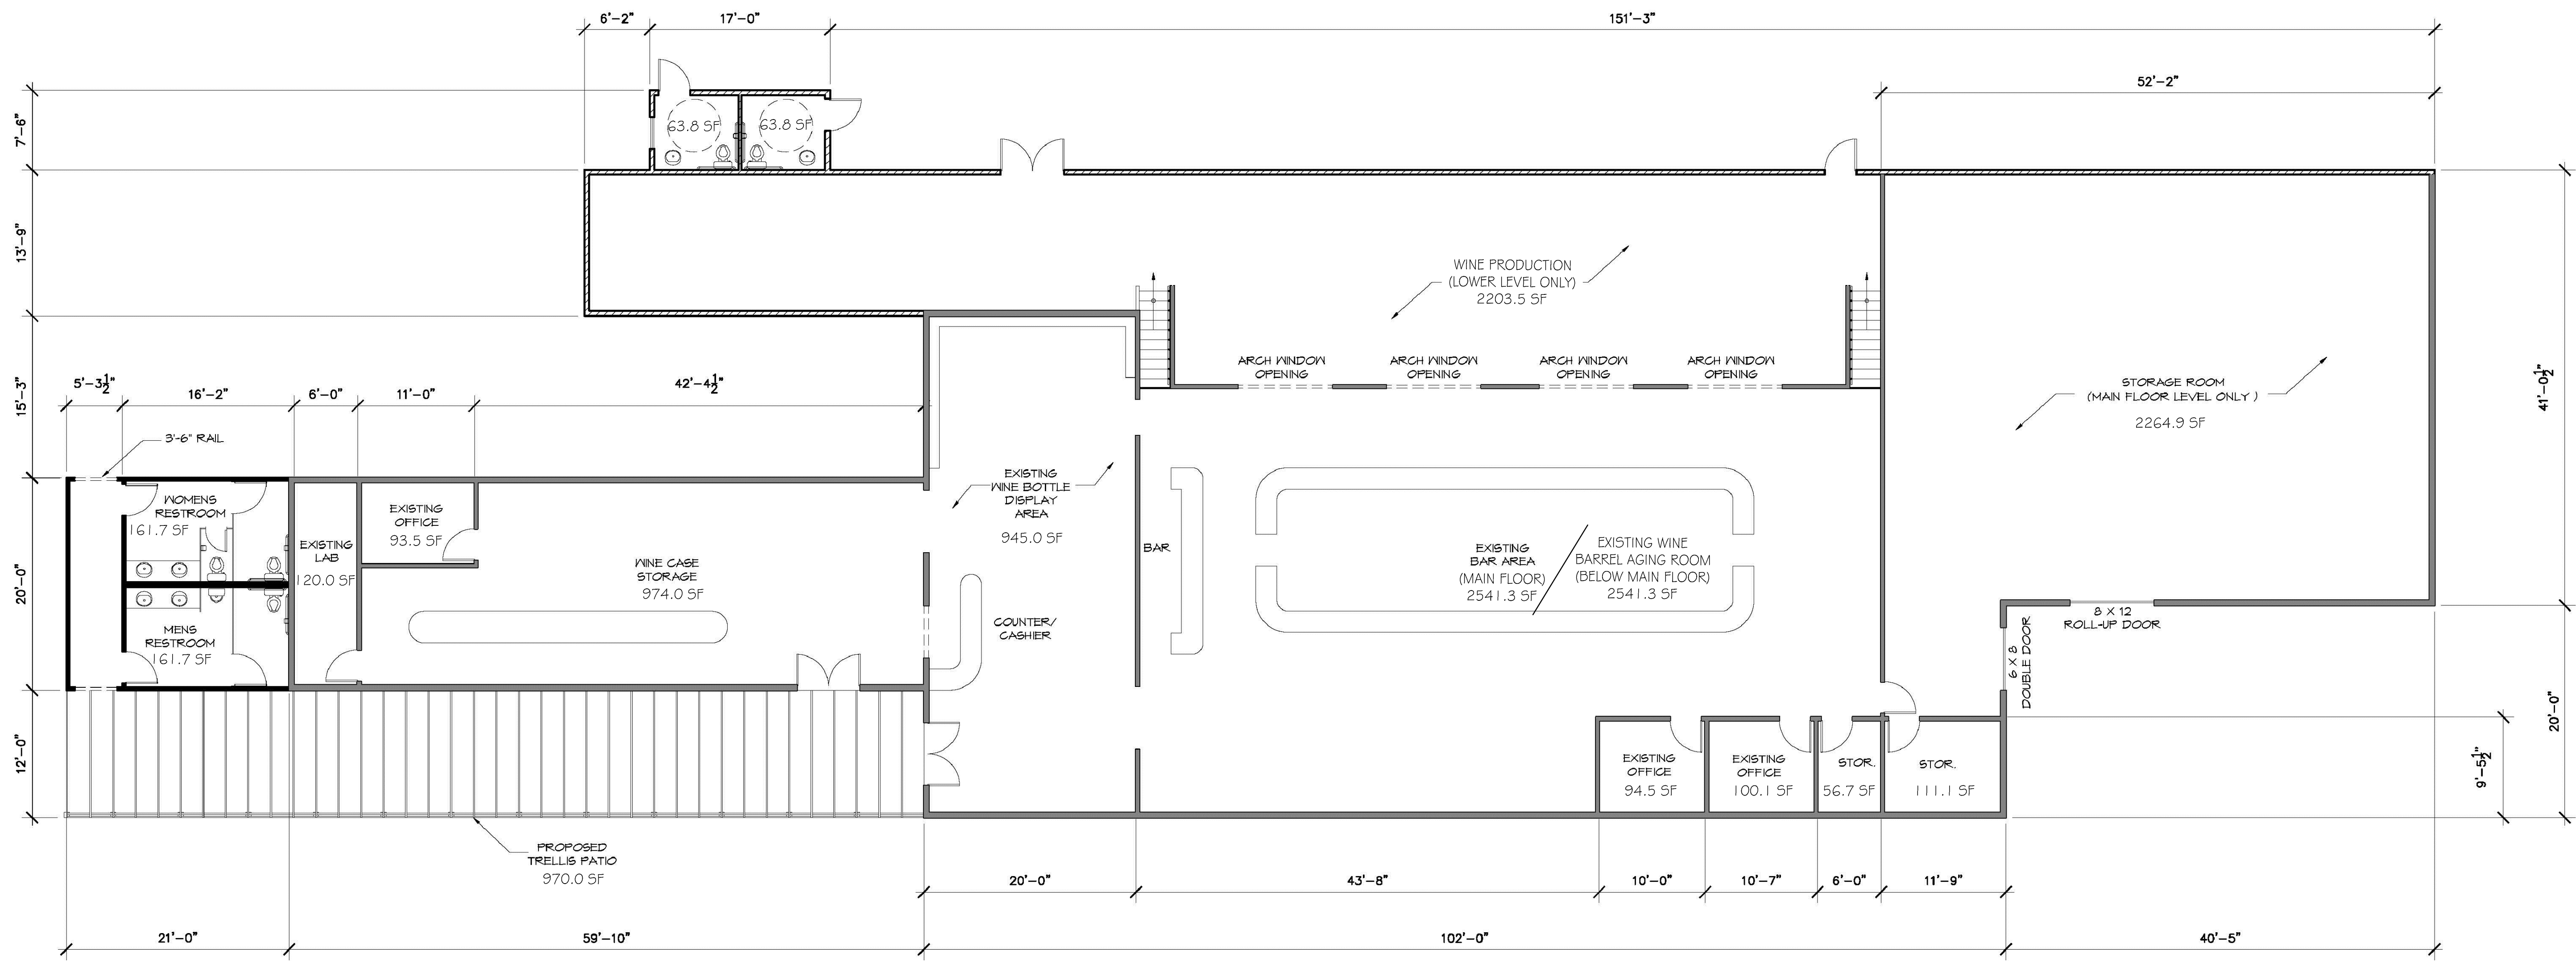 6'-2"
17'-0"
151'-3"
52'-2"
7'-6"
63.8 SF
63.8 SF
13'-9"
WINE PRODUCTION
(LOWER LEVEL ONLY)
2203.5 SF
15'-3"
ARCH WINDOW
OPENING
ARCH WINDOW
OPENING
ARCH WINDOW
OPENING
ARCH WINDOW
OPENING
STORAGE ROOM
(MAIN FLOOR LEVEL ONLY )
2264.9 SF
41'-0 1/2"
5'-3 1/2"
16'-2"
6'-0"
11'-0"
42'-4 1/2"
3'-6" RAIL
WOMENS
RESTROOM
161.7 SF
EXISTING
OFFICE
93.5 SF
EXISTING
LAB
120.0 SF
WINE CASE
STORAGE
974.0 SF
EXISTING
WINE BOTTLE
DISPLAY
AREA
945.0 SF
BAR
EXISTING
BAR AREA
(MAIN FLOOR)
2541.3 SF
EXISTING WINE
BARREL AGING ROOM
(BELOW MAIN FLOOR)
2541.3 SF
20'-0"
MENS
RESTROOM
161.7 SF
COUNTER/
CASHIER
8 X 12
ROLL-UP DOOR
6 X 8
DOUBLE DOOR
12'-0"
EXISTING
OFFICE
94.5 SF
EXISTING
OFFICE
100.1 SF
STOR.
56.7 SF
STOR.
111.1 SF
9'-5 1/2"
20'-0"
PROPOSED
TRELLIS PATIO
970.0 SF
20'-0"
43'-8"
10'-0"
10'-7"
6'-0"
11'-9"
21'-0"
59'-10"
102'-0"
40'-5"